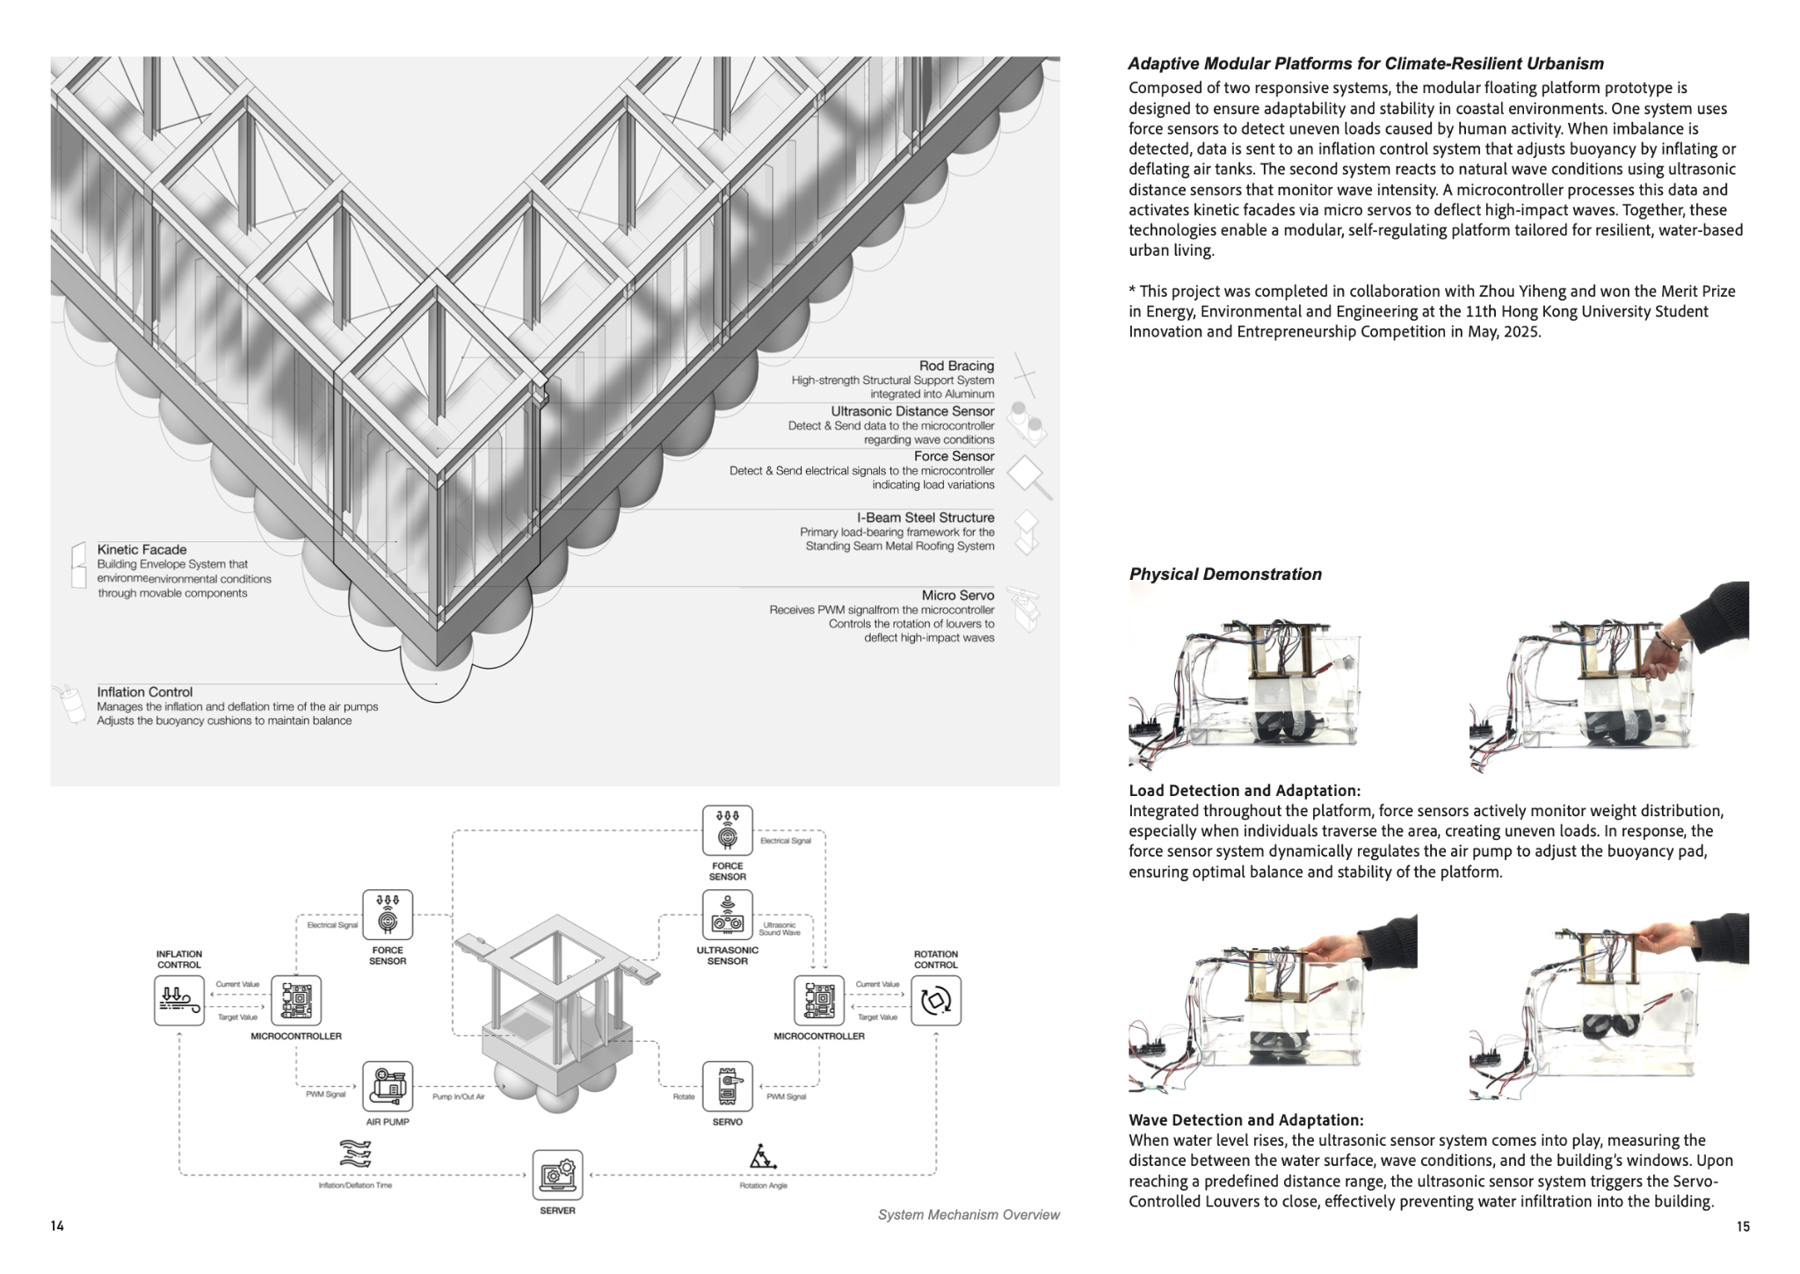 Rod Bracing
High-strength Structural Support System
integrated into Aluminum
Ultrasonic Distance Sensor
Detect & Send data to the microcontroller
regarding wave conditions
Force Sensor
Detect & Send electrical signals to the microcontroller
indicating load variations
I-Beam Steel Structure
Primary load-bearing framework for the
Standing Seam Metal Roofing System
Micro Servo
Receives PWM signalfrom the microcontroller
Controls the rotation of louvers to
deflect high-impact waves
Kinetic Facade
Building Envelope System that
environmeenvironmental conditions
through movable components
Inflation Control
Manages the inflation and deflation time of the air pumps
Adjusts the buoyancy cushions to maintain balance
FORCE
SENSOR
Electrical Signal
Electrical Signal
FORCE
SENSOR
ULTRASONIC
SENSOR
Ultrasonic
Sound Wave
INFLATION
CONTROL
Current Value
Target Value
MICROCONTROLLER
MICROCONTROLLER
Current Value
Target Value
ROTATION
CONTROL
PWM Signal
AIR PUMP
Pump In/Out Air
Rotate
SERVO
PWM Signal
Inflation/Deflation Time
SERVER
Rotation Angle
System Mechanism Overview
14
Adaptive Modular Platforms for Climate-Resilient Urbanism
Composed of two responsive systems, the modular floating platform prototype is
designed to ensure adaptability and stability in coastal environments. One system uses
force sensors to detect uneven loads caused by human activity. When imbalance is
detected, data is sent to an inflation control system that adjusts buoyancy by inflating or
deflating air tanks. The second system reacts to natural wave conditions using ultrasonic
distance sensors that monitor wave intensity. A microcontroller processes this data and
activates kinetic facades via micro servos to deflect high-impact waves. Together, these
technologies enable a modular, self-regulating platform tailored for resilient, water-based
urban living.
* This project was completed in collaboration with Zhou Yiheng and won the Merit Prize
in Energy, Environmental and Engineering at the 11th Hong Kong University Student
Innovation and Entrepreneurship Competition in May, 2025.
Physical Demonstration
Load Detection and Adaptation:
Integrated throughout the platform, force sensors actively monitor weight distribution,
especially when individuals traverse the area, creating uneven loads. In response, the
force sensor system dynamically regulates the air pump to adjust the buoyancy pad,
ensuring optimal balance and stability of the platform.
Wave Detection and Adaptation:
When water level rises, the ultrasonic sensor system comes into play, measuring the
distance between the water surface, wave conditions, and the building's windows. Upon
reaching a predefined distance range, the ultrasonic sensor system triggers the Servo-
Controlled Louvers to close, effectively preventing water infiltration into the building.
15